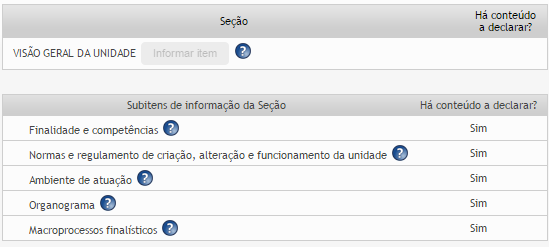 Seção Há conteúdo
a declarar?
VISÃO GERAL DA UNIDADE Informar item ?
Subitens de informação da Seção Há conteúdo a declarar?
Finalidade e competências ? Sim
Normas e regulamento de criação, alteração e funcionamento da unidade ? Sim
Ambiente de atuação ? Sim
Organograma ? Sim
Macroprocessos finalísticos ? Sim